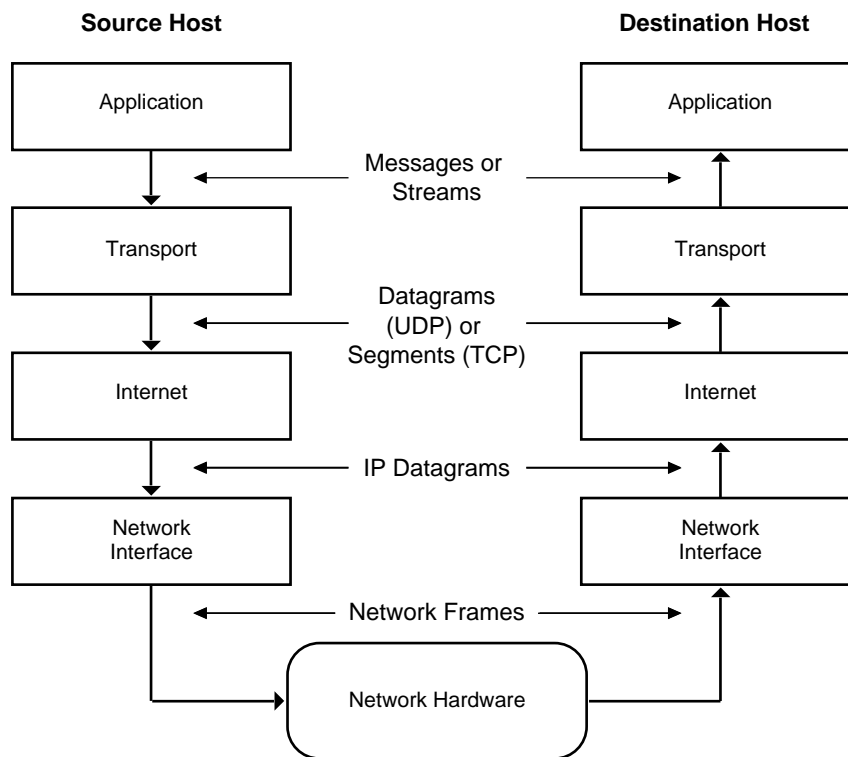 Source Host
Destination Host
Application
Application
Messages or
Streams
Transport
Transport
Datagrams
(UDP) or
Segments (TCP)
Internet
Internet
IP Datagrams
Network
Interface
Network
Interface
Network Frames
Network Hardware